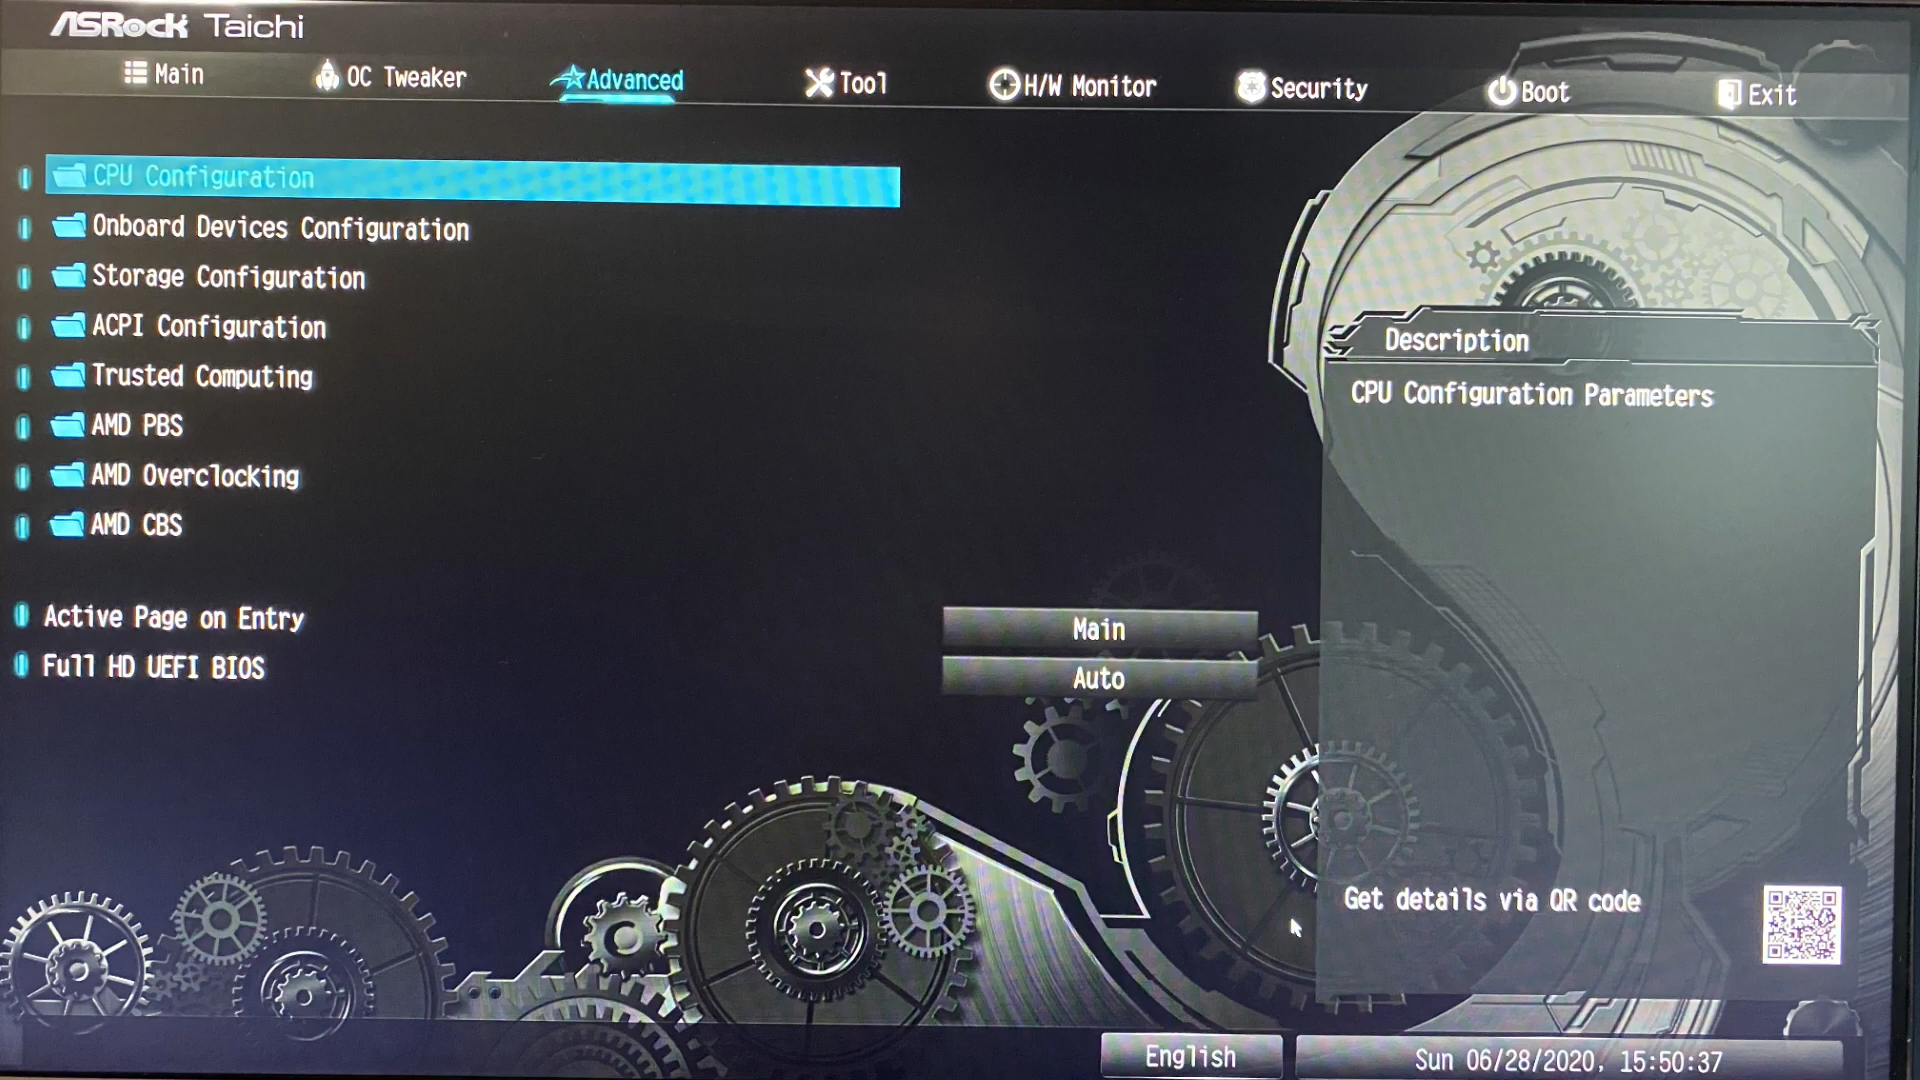 ASRock Taichi
Main
OC Tweaker
Advanced
Tool
H/W Monitor
Security
Boot
Exit
CPU Configuration
Onboard Devices Configuration
Storage Configuration
ACPI Configuration
Trusted Computing
AMD PBS
AMD Overclocking
AMD CBS
Active Page on Entry
Main
Full HD UEFI BIOS
Auto
Description
CPU Configuration Parameters
Get details via QR code
English
Sun 06/28/2020, 15:50:37